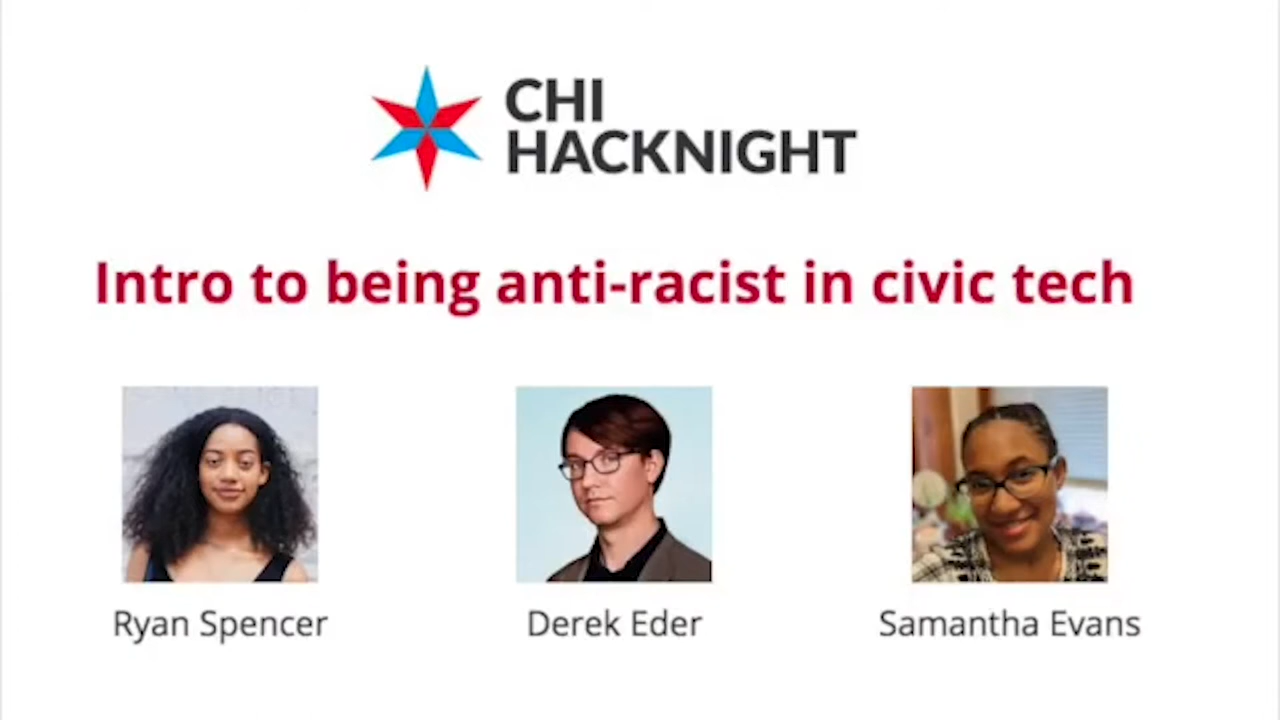 CHI
HACKNIGHT
Intro to being anti-racist in civic tech
Ryan Spencer
Derek Eder
Samantha Evans